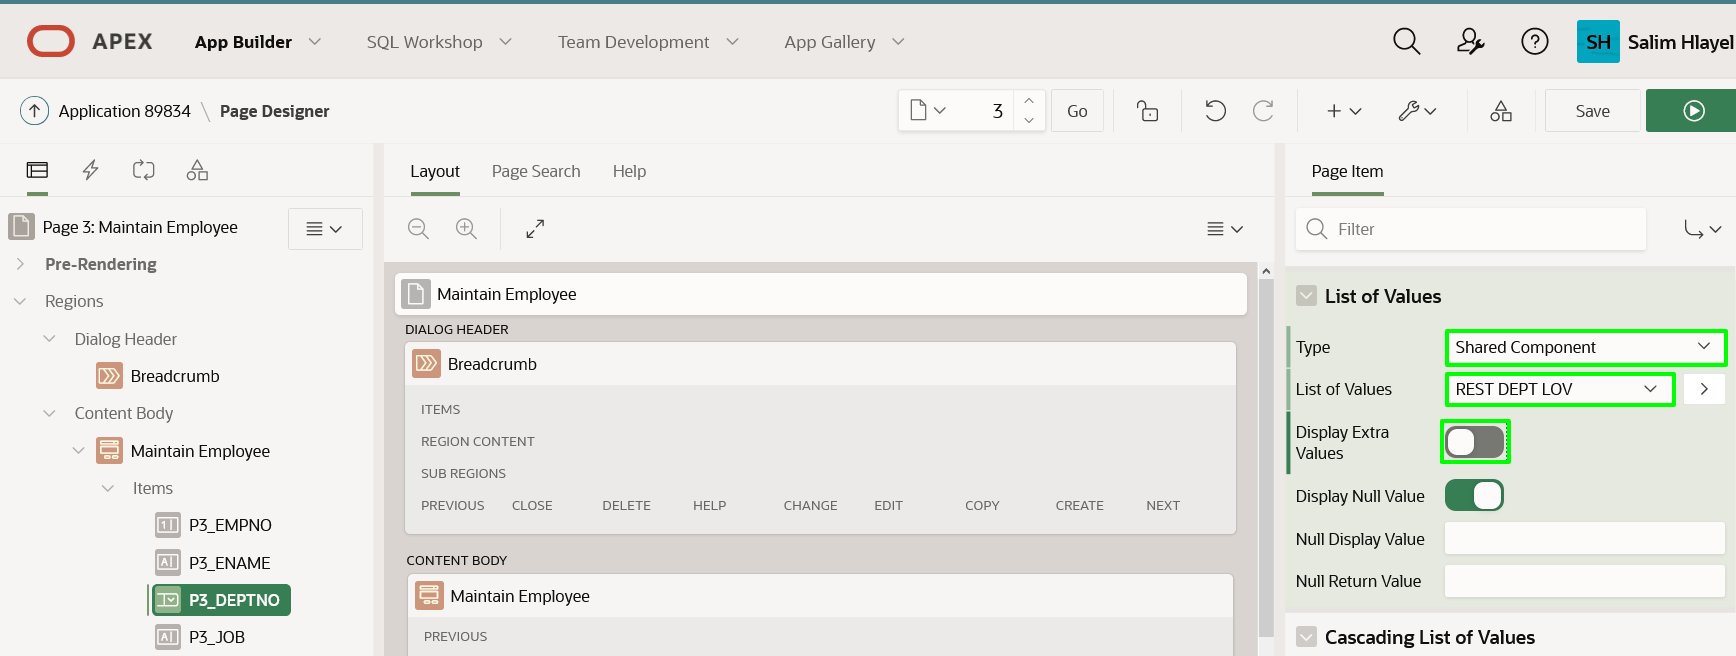 APEX App Builder SQL Workshop Team Development App Gallery SH Salim Hlayel
Application 89834 \ Page Designer 3 Go Save
Layout Page Search Help Page Item
Page 3: Maintain Employee
Filter
Pre-Rendering
Regions
Dialog Header
Breadcrumb
Content Body
Maintain Employee
Items
P3_EMPNO
P3_ENAME
P3_DEPTNO
P3_JOB
Maintain Employee
DIALOG HEADER
Breadcrumb
ITEMS
REGION CONTENT
SUB REGIONS
PREVIOUS CLOSE DELETE HELP CHANGE EDIT COPY CREATE NEXT
CONTENT BODY
Maintain Employee
PREVIOUS
List of Values
Type Shared Component
List of Values REST DEPT LOV
Display Extra
Values
Display Null Value
Null Display Value
Null Return Value
Cascading List of Values